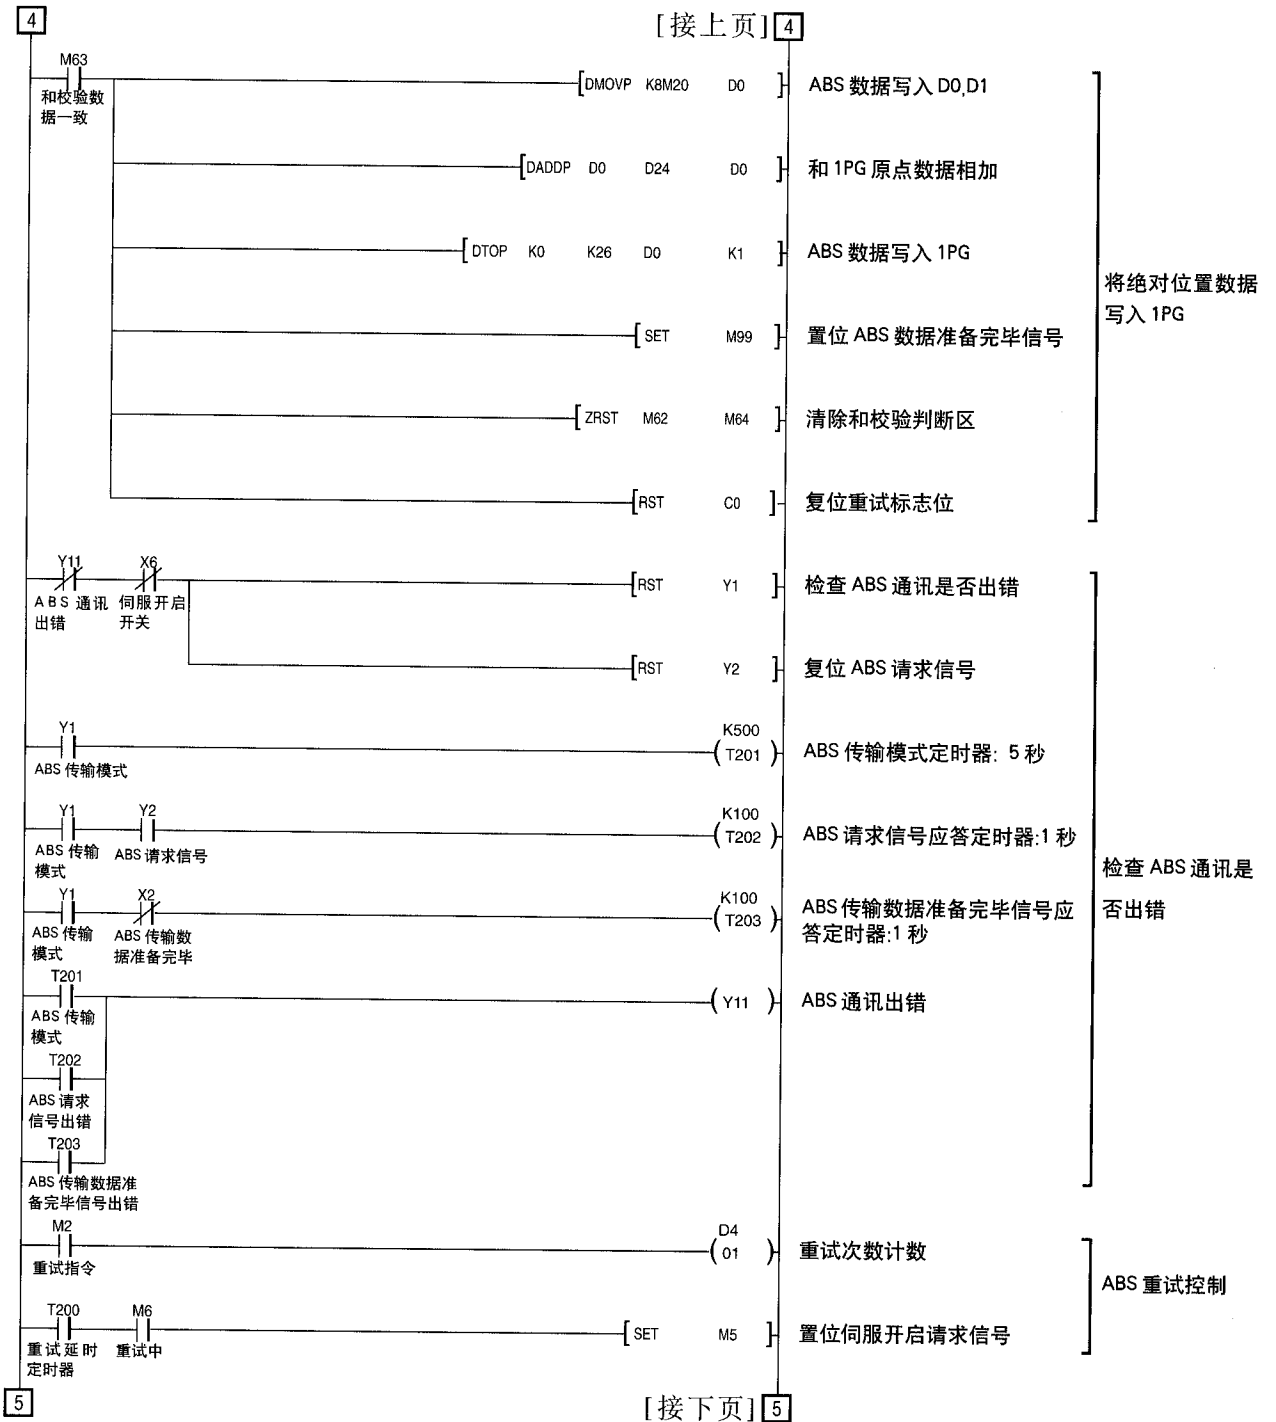 4
[接上页] 4
M63
和校验数
据一致
DMOVP K8M20 D0
ABS 数据写入 D0,D1
DADDP D0 D24 D0
和 1PG 原点数据相加
DTOP K0 K26 D0 K1
ABS 数据写入 1PG
将绝对位置数据
写入 1PG
SET M99
置位 ABS 数据准备完毕信号
ZRST M62 M64
清除和校验判断区
RST C0
复位重试标志位
Y11 X6
ABS 通讯
出错
伺服开启
开关
RST Y1
检查 ABS 通讯是否出错
RST Y2
复位 ABS 请求信号
Y1
ABS 传输模式
K500
T201
ABS 传输模式定时器: 5 秒
Y1 Y2
ABS 传输
模式
ABS 请求信号
K100
T202
ABS 请求信号应答定时器:1 秒
检查 ABS 通讯是
否出错
Y1 X2
ABS 传输
模式
ABS 传输数
据准备完毕
K100
T203
ABS 传输数据准备完毕信号应
答定时器:1 秒
T201
ABS 传输
模式
Y11
ABS 通讯出错
T202
ABS 请求
信号出错
T203
ABS 传输数据准
备完毕信号出错
M2
重试指令
D4
01
重试次数计数
ABS 重试控制
T200 M6
重试延时
定时器
重试中
SET M5
置位伺服开启请求信号
5
[接下页] 5